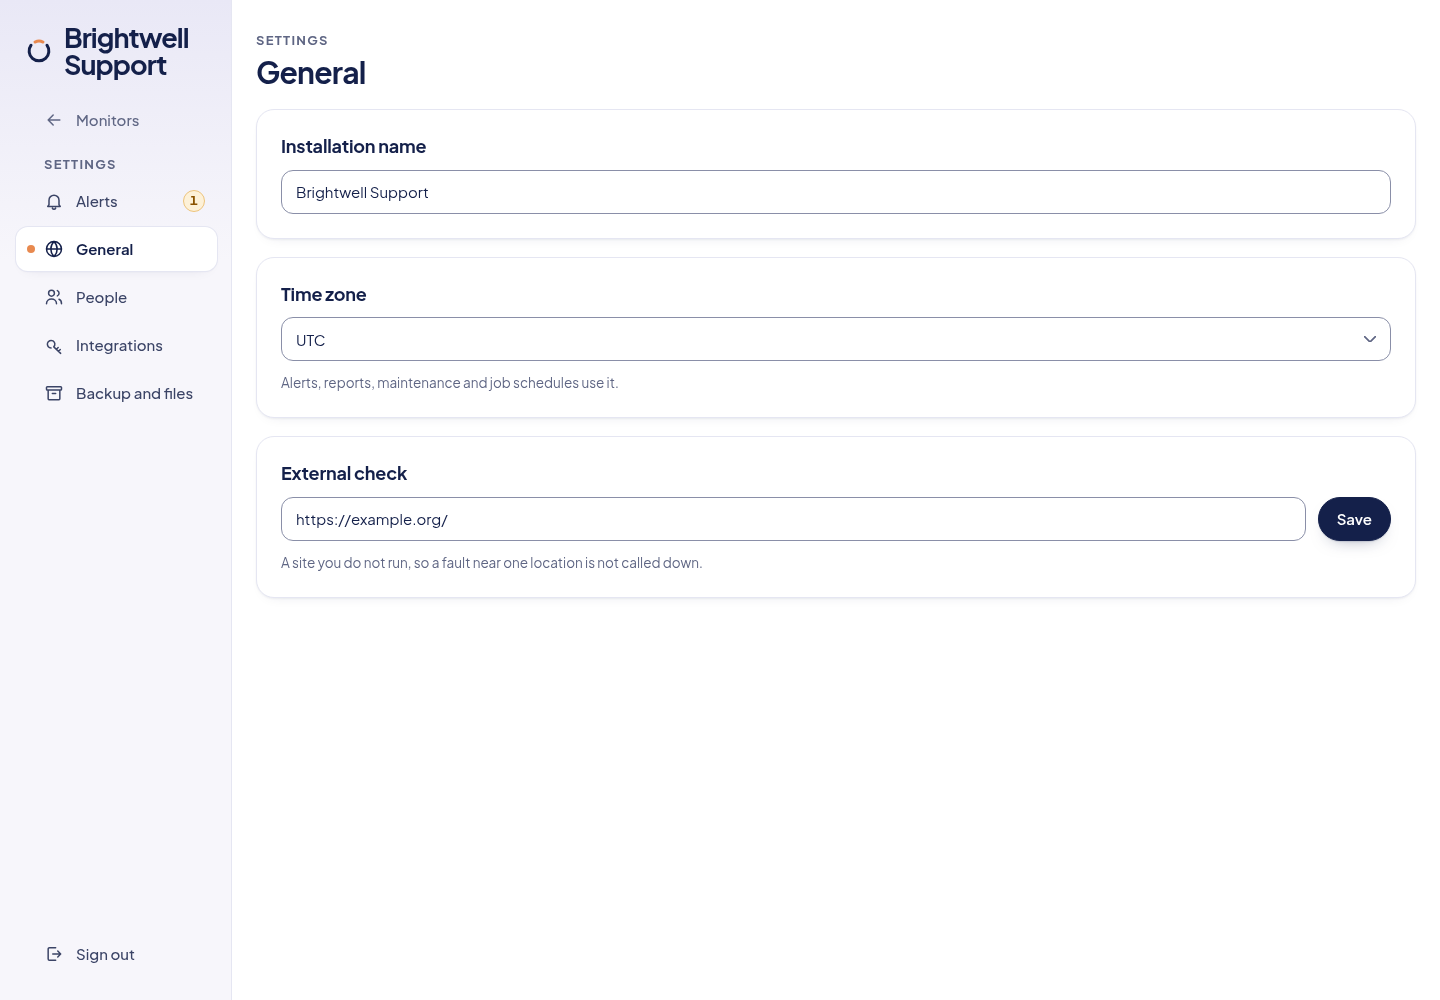 Brightwell
Support
Monitors
SETTINGS
Alerts
1
General
People
Integrations
Backup and files
Sign out
SETTINGS
General
Installation name
Brightwell Support
Time zone
UTC
Alerts, reports, maintenance and job schedules use it.
External check
https://example.org/
Save
A site you do not run, so a fault near one location is not called down.